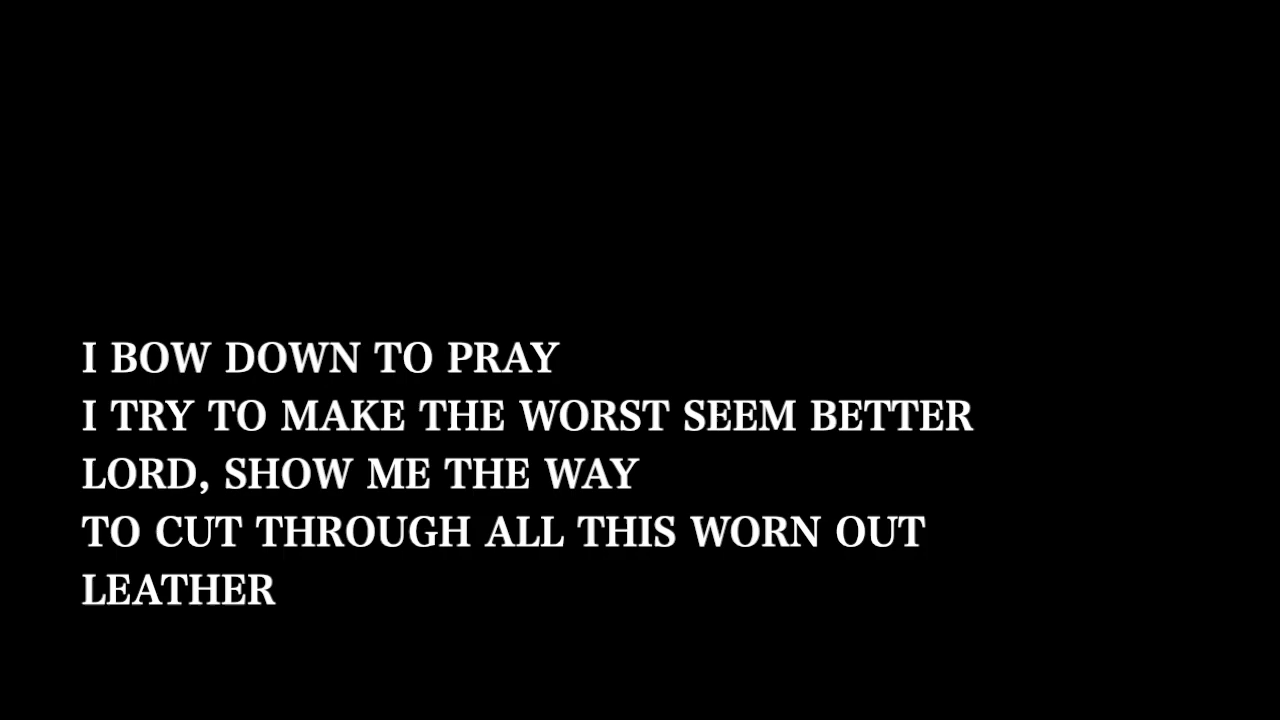 I BOW DOWN TO PRAY
I TRY TO MAKE THE WORST SEEM BETTER
LORD, SHOW ME THE WAY
TO CUT THROUGH ALL THIS WORN OUT
LEATHER